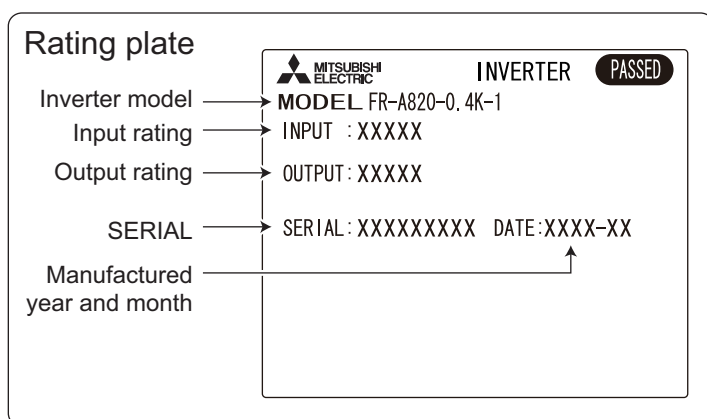 Rating plate
MITSUBISHI
ELECTRIC
INVERTER PASSED
Inverter model MODEL FR-A820-0.4K-1
Input rating INPUT :XXXXX
Output rating OUTPUT:XXXXX
SERIAL SERIAL:XXXXXXXXX DATE:XXXX-XX
Manufactured
year and month